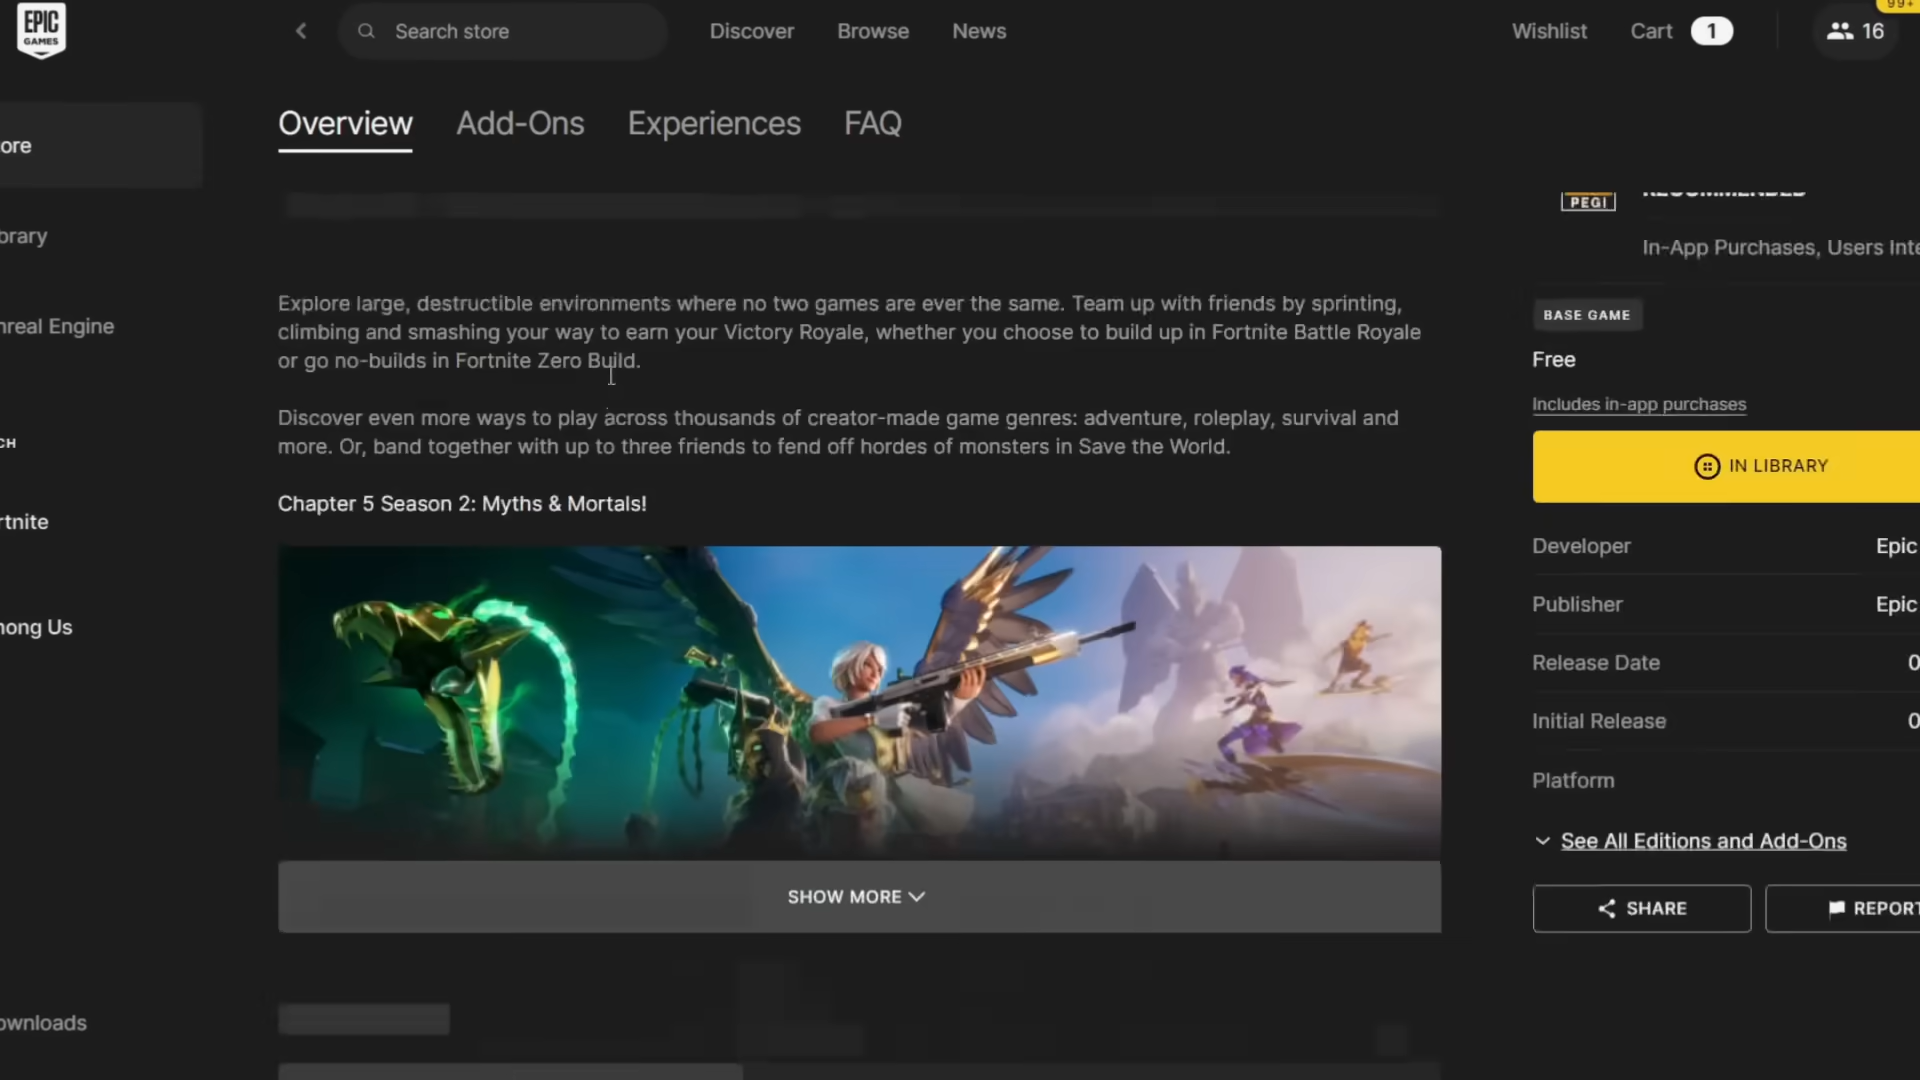 EPIC
GAMES
Search store
Discover
Browse
News
Wishlist
Cart
1
99+
16
ore
brary
nreal Engine
CH
rtnite
nong Us
ownloads
Overview
Add-Ons
Experiences
FAQ
Explore large, destructible environments where no two games are ever the same. Team up with friends by sprinting,
climbing and smashing your way to earn your Victory Royale, whether you choose to build up in Fortnite Battle Royale
or go no-builds in Fortnite Zero Build.
Discover even more ways to play across thousands of creator-made game genres: adventure, roleplay, survival and
more. Or, band together with up to three friends to fend off hordes of monsters in Save the World.
Chapter 5 Season 2: Myths & Mortals!
SHOW MORE
PEGI
In-App Purchases, Users Inte
BASE GAME
Free
Includes in-app purchases
IN LIBRARY
Developer
Epic
Publisher
Epic
Release Date
0
Initial Release
0
Platform
See All Editions and Add-Ons
SHARE
REPORT